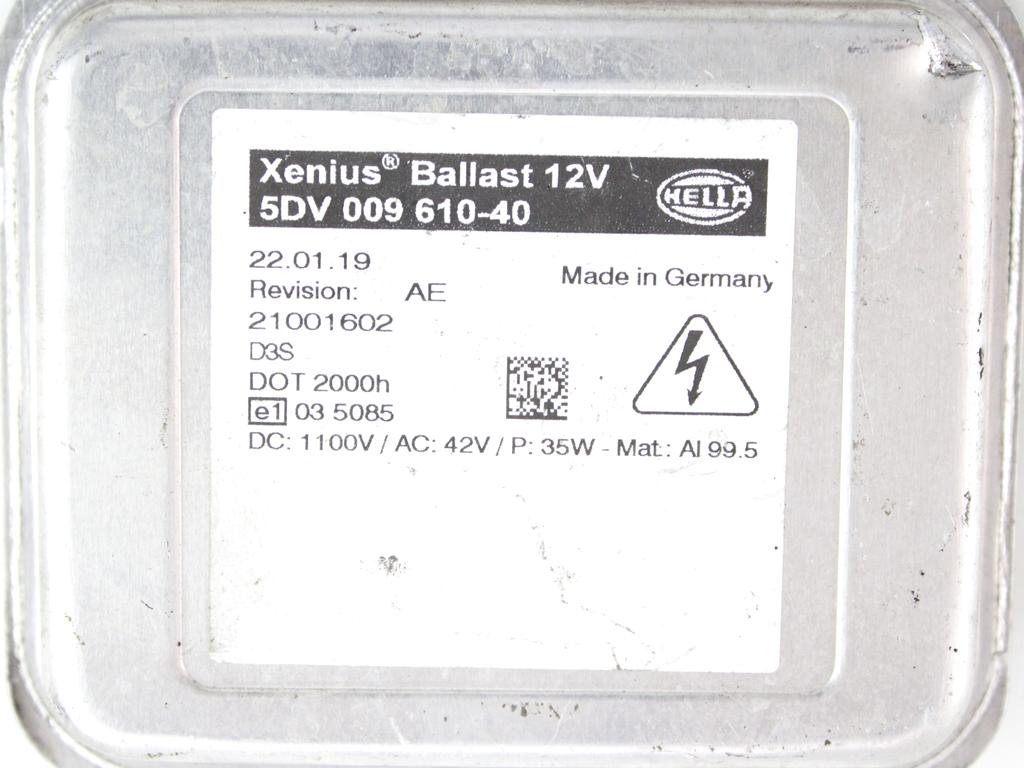 Xenius® Ballast 12V
5DV 009 610-40
HELLA
22.01.19
Made in Germany
Revision: AE
21001602
D3S
DOT 2000h
e1 03 5085
DC: 1100V / AC: 42V / P: 35W - Mat.: Al 99.5